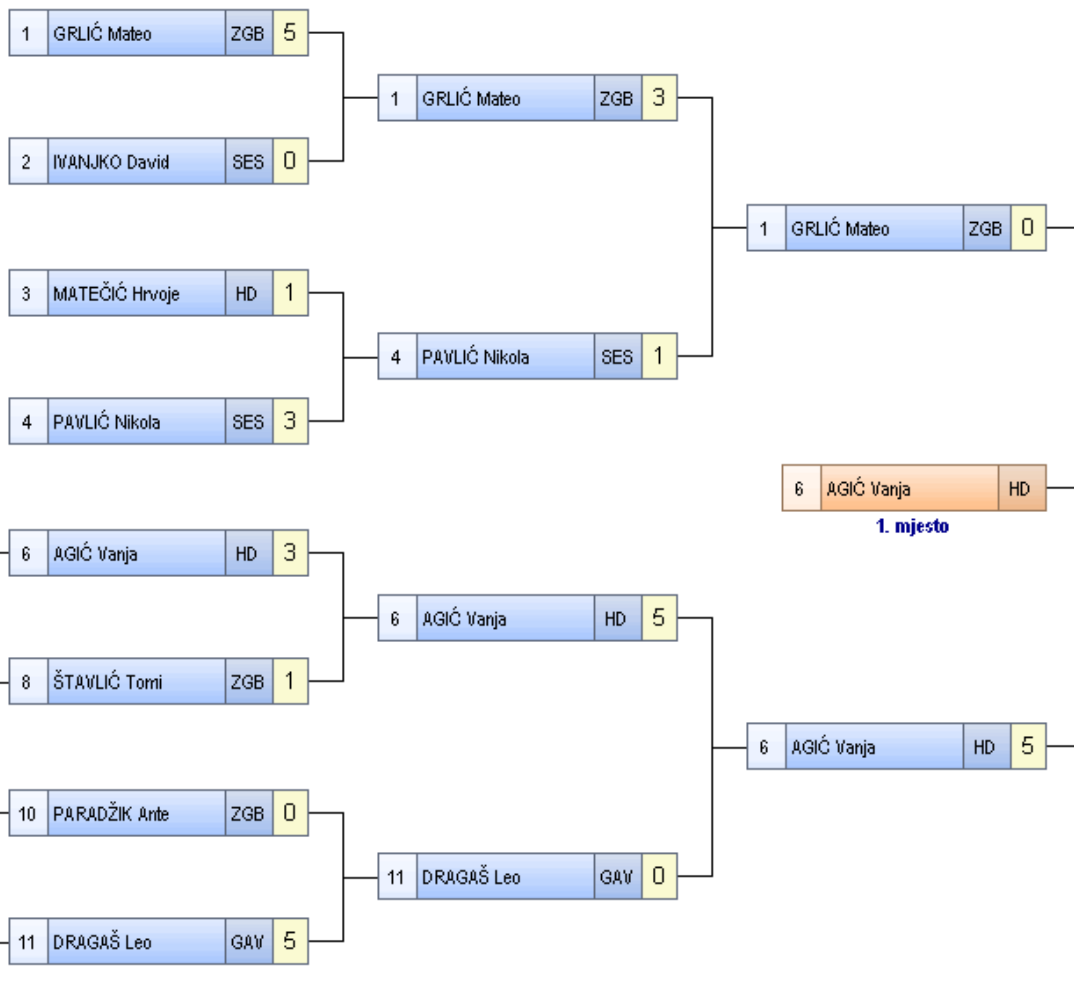 1 GRLIĆ Mateo ZGB 5
2 IVANJKO David SES 0
3 MATEČIĆ Hrvoje HD 1
4 PAVLIĆ Nikola SES 3
6 AGIĆ Vanja HD 3
8 ŠTAVLIĆ Tomi ZGB 1
10 PARADŽIK Ante ZGB 0
11 DRAGAŠ Leo GAV 5
1 GRLIĆ Mateo ZGB 3
4 PAVLIĆ Nikola SES 1
6 AGIĆ Vanja HD 5
11 DRAGAŠ Leo GAV 0
1 GRLIĆ Mateo ZGB 0
6 AGIĆ Vanja HD 5
6 AGIĆ Vanja HD
1. mjesto